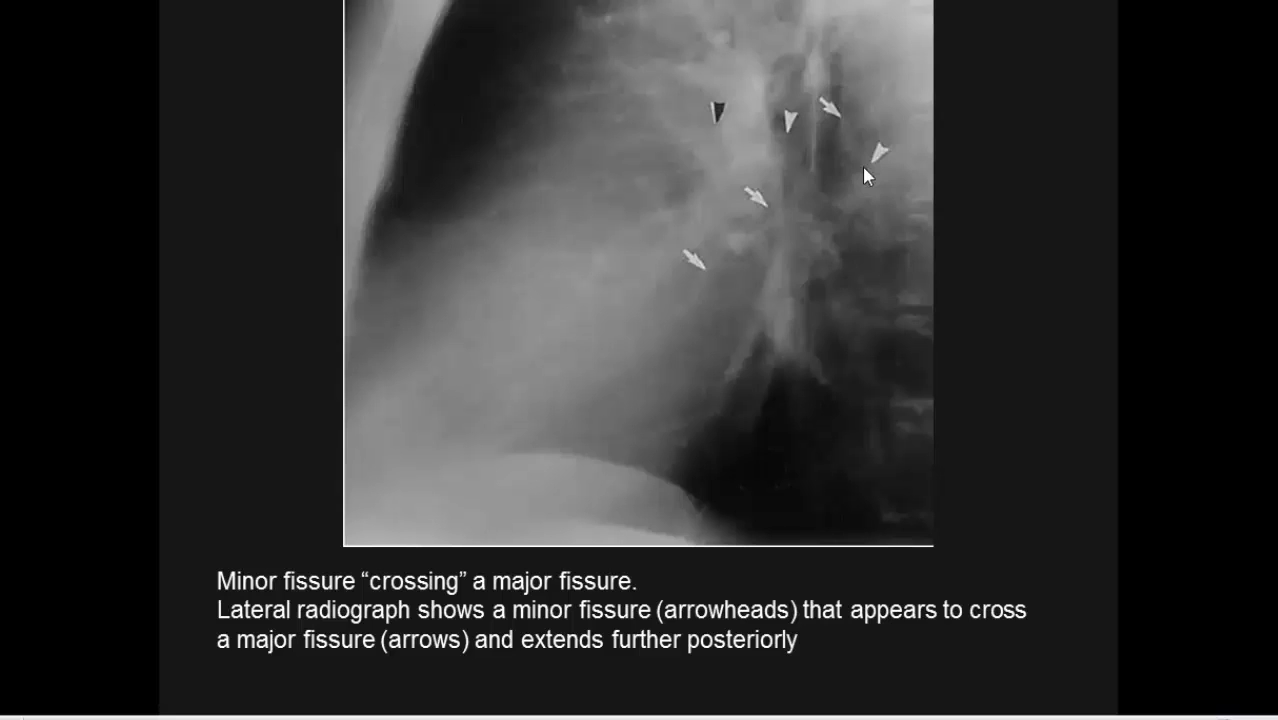 Minor fissure “crossing” a major fissure.
Lateral radiograph shows a minor fissure (arrowheads) that appears to cross
a major fissure (arrows) and extends further posteriorly